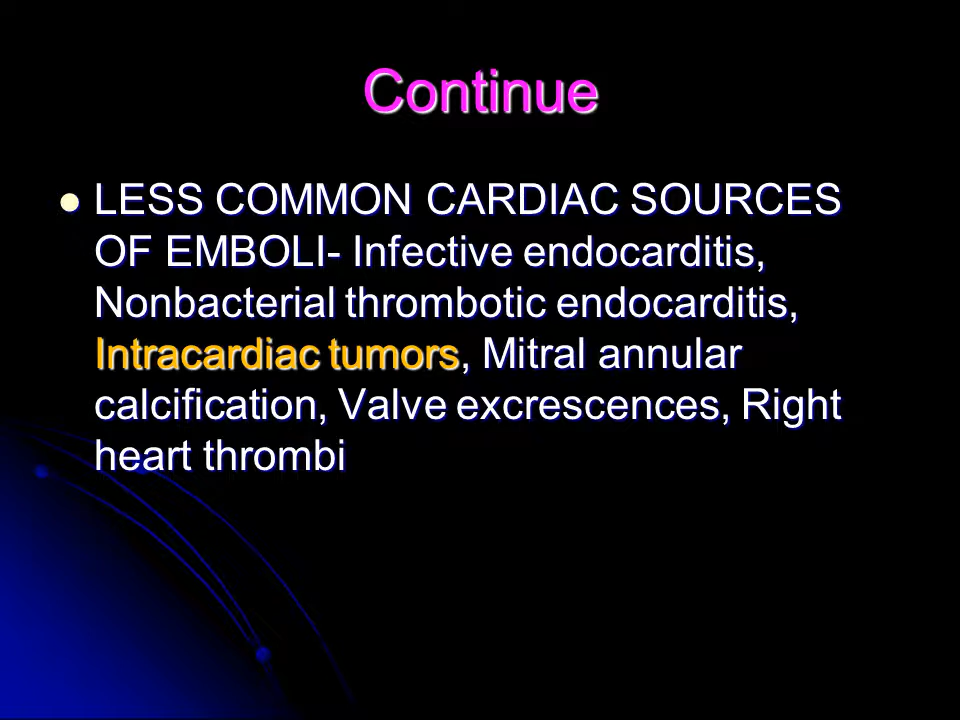 Continue
LESS COMMON CARDIAC SOURCES
OF EMBOLI- Infective endocarditis,
Nonbacterial thrombotic endocarditis,
Intracardiac tumors, Mitral annular
calcification, Valve excrescences, Right
heart thrombi